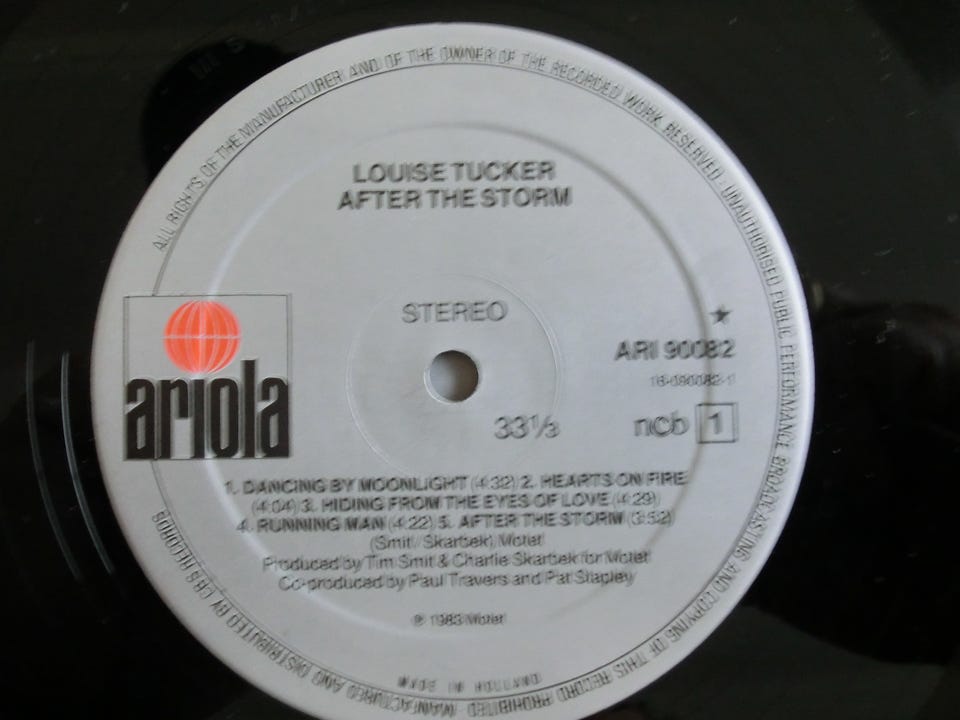 ALL RIGHTS OF THE MANUFACTURER AND OF THE OWNER OF THE RECORDED WORK RESERVED - UNAUTHORISED PUBLIC PERFORMANCE BROADCASTING AND COPYING OF THIS RECORD PROHIBITED - MANUFACTURED AND DISTRIBUTED BY CBS RECORDS
LOUISE TUCKER
AFTER THE STORM
STEREO
ARI 90082
16-090082-1
ariola
33⅓
ncb 1
1. DANCING BY MOONLIGHT (4:32) 2. HEARTS ON FIRE
(4:04) 3. HIDING FROM THE EYES OF LOVE (4:29)
4. RUNNING MAN (4:22) 5. AFTER THE STORM (3:52)
(Smit//Skarbek) Motet
Produced by Tim Smit & Charlie Skarbek for Motet
Co-produced by Paul Travers and Pat Stapley
℗ 1983 Motet
MADE IN HOLLAND